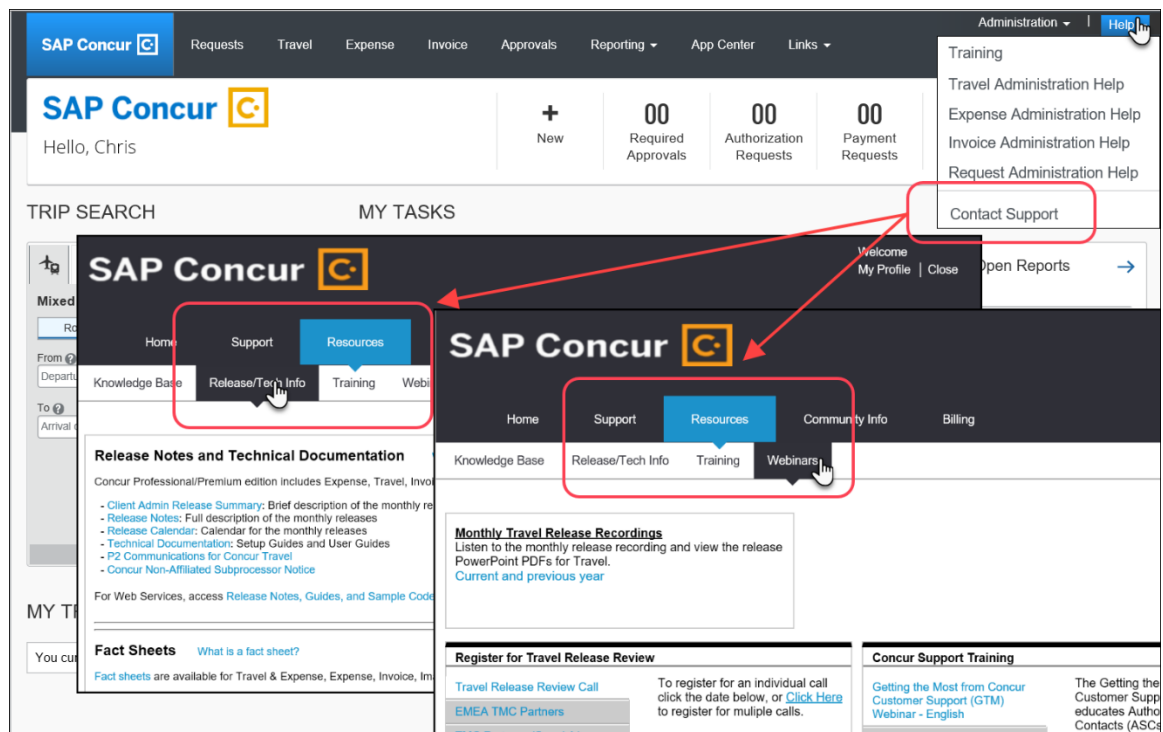 Administration | Help
SAP Concur C Requests Travel Expense Invoice Approvals Reporting App Center Links
Training
Travel Administration Help
Expense Administration Help
Invoice Administration Help
Request Administration Help
Contact Support
SAP Concur C
Hello, Chris
+ 00 00 00
New Required Authorization Payment
Approvals Requests Requests
TRIP SEARCH MY TASKS
Open Reports →
Mixed
From
To
MY
You
SAP Concur C
Welcome
My Profile | Close
Home Support Resources
Knowledge Base Release/Tech Info Training
Release Notes and Technical Documentation
Concur Professional/Premium edition includes Expense, Travel,
- Client Admin Release Summary: Brief description of the monthly
- Release Notes: Full description of the monthly releases
- Release Calendar: Calendar for the monthly releases
- Technical Documentation: Setup Guides and User Guides
- P2 Communications for Concur Travel
- Concur Non-Affiliated Subprocessor Notice
For Web Services, access Release Notes, Guides, and Sample Code
Fact Sheets What is a fact sheet?
Fact sheets are available for Travel & Expense, Expense, Invoice,
SAP Concur C
Home Support Resources Community Info Billing
Knowledge Base Release/Tech Info Training Webinars
Monthly Travel Release Recordings
Listen to the monthly release recording and view the release
PowerPoint PDFs for Travel.
Current and previous year
Register for Travel Release Review
Travel Release Review Call
EMEA TMC Partners
To register for an individual call
click the date below, or Click Here
to register for muliple calls.
Concur Support Training
Getting the Most from Concur
Customer Support (GTM)
Webinar - English
The Getting the
Customer
educates
Contacts (ASCs